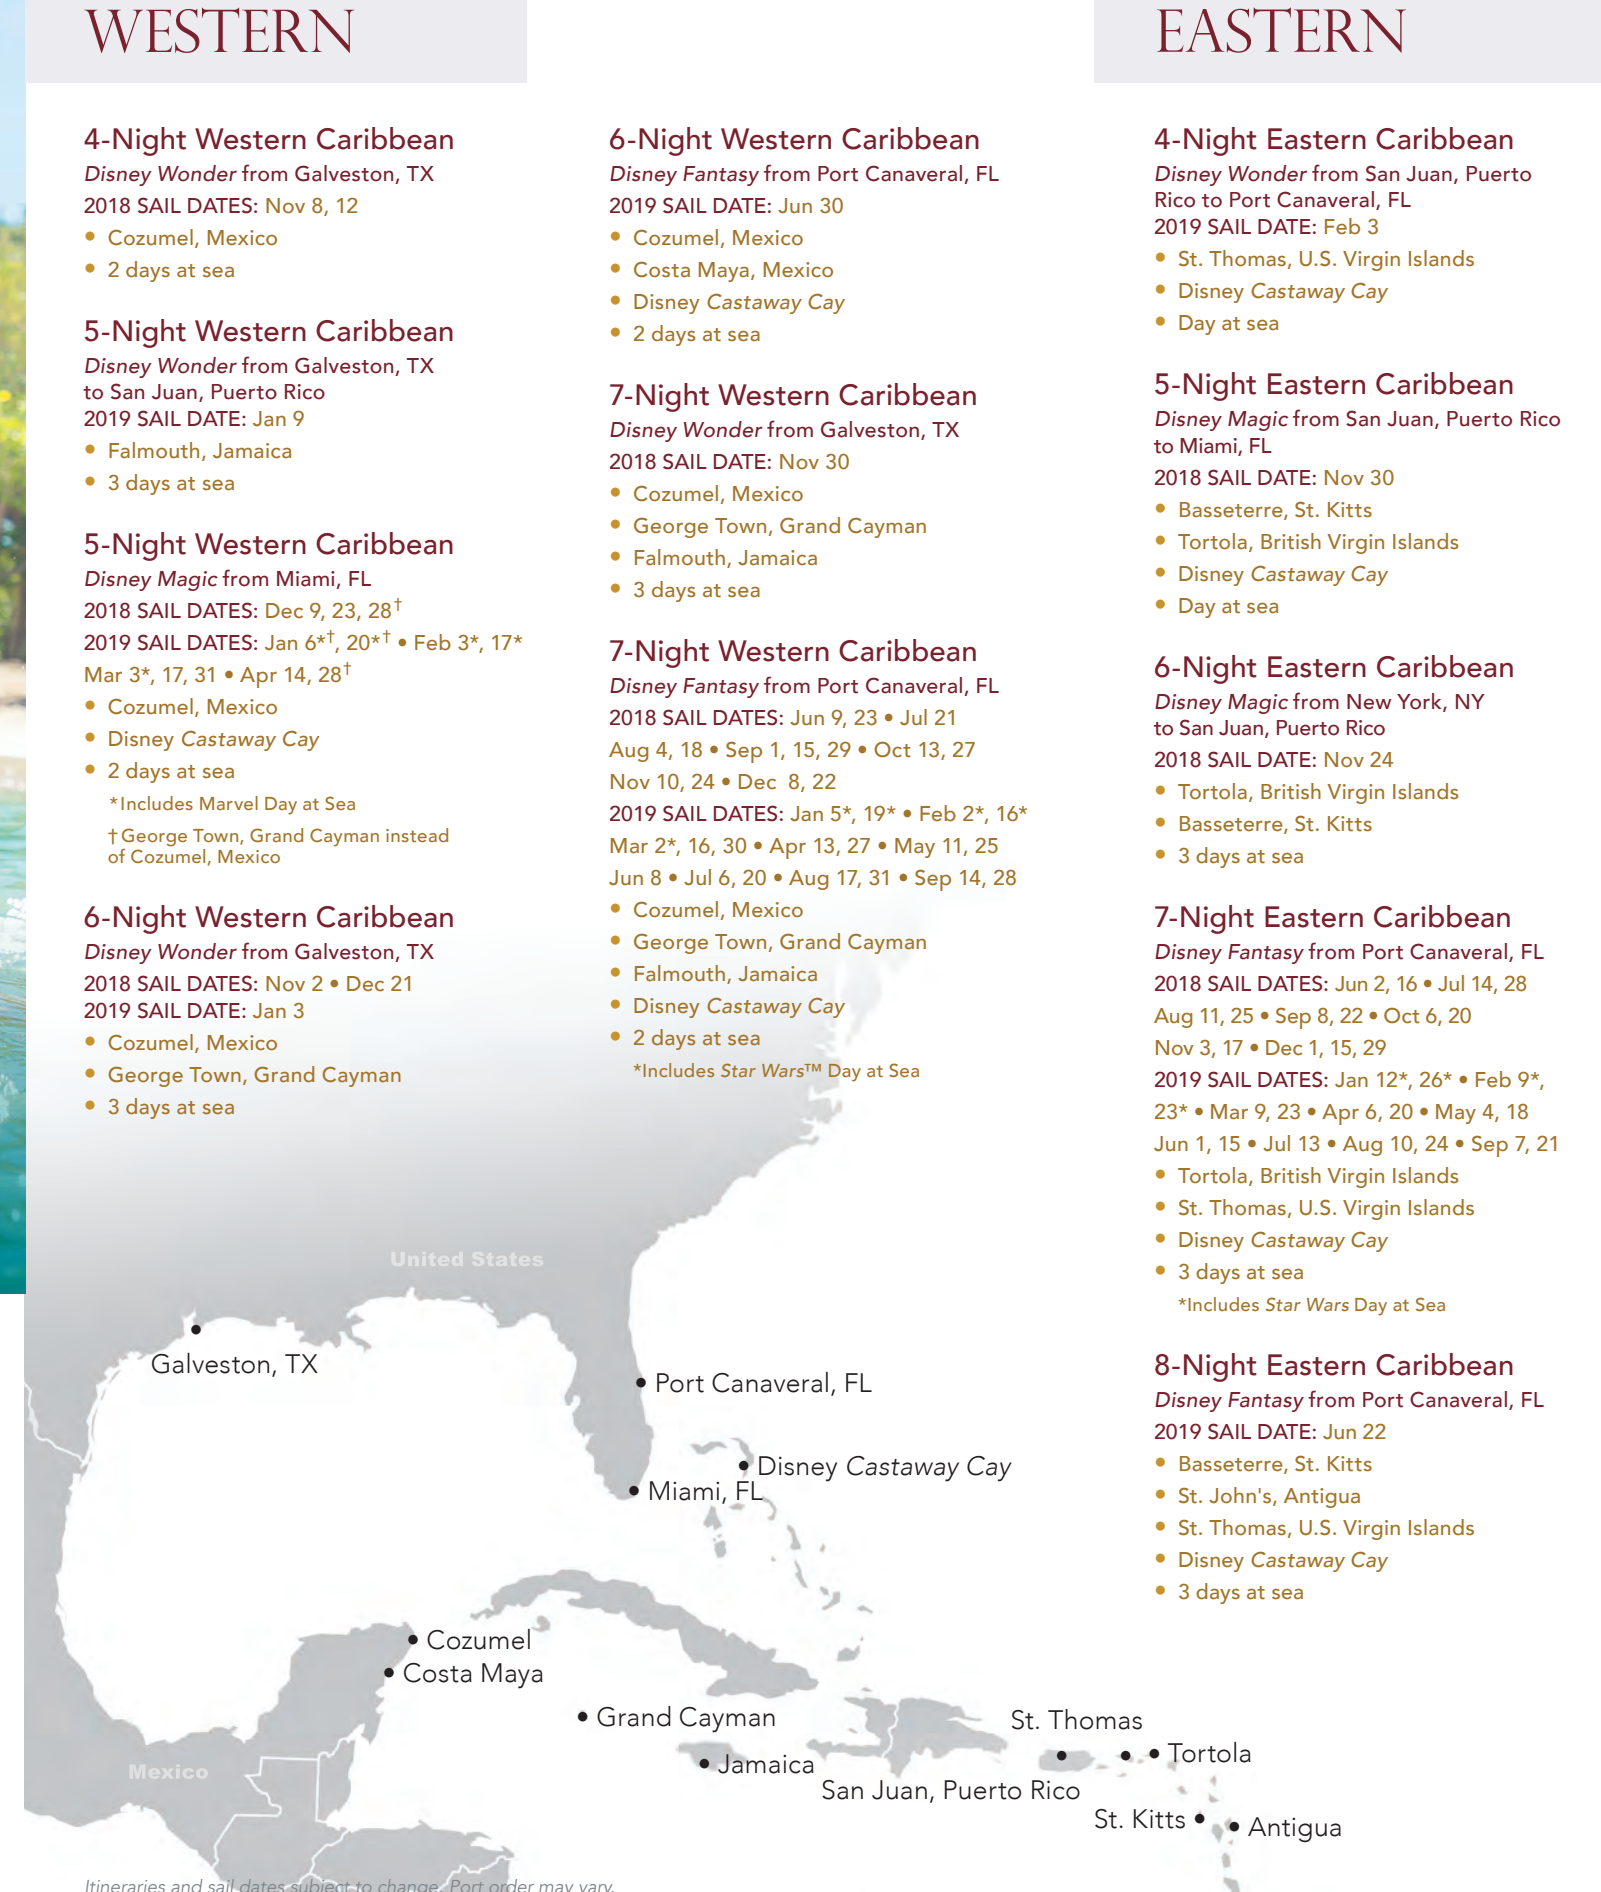 WESTERN
4-Night Western Caribbean
Disney Wonder from Galveston, TX
2018 SAIL DATES: Nov 8, 12
• Cozumel, Mexico
• 2 days at sea
5-Night Western Caribbean
Disney Wonder from Galveston, TX
to San Juan, Puerto Rico
2019 SAIL DATE: Jan 9
• Falmouth, Jamaica
• 3 days at sea
5-Night Western Caribbean
Disney Magic from Miami, FL
2018 SAIL DATES: Dec 9, 23, 28†
2019 SAIL DATES: Jan 6*†, 20*† • Feb 3*, 17*
Mar 3*, 17, 31 • Apr 14, 28†
• Cozumel, Mexico
• Disney Castaway Cay
• 2 days at sea
*Includes Marvel Day at Sea
†George Town, Grand Cayman instead
of Cozumel, Mexico
6-Night Western Caribbean
Disney Wonder from Galveston, TX
2018 SAIL DATES: Nov 2 • Dec 21
2019 SAIL DATE: Jan 3
• Cozumel, Mexico
• George Town, Grand Cayman
• 3 days at sea
6-Night Western Caribbean
Disney Fantasy from Port Canaveral, FL
2019 SAIL DATE: Jun 30
• Cozumel, Mexico
• Costa Maya, Mexico
• Disney Castaway Cay
• 2 days at sea
7-Night Western Caribbean
Disney Wonder from Galveston, TX
2018 SAIL DATE: Nov 30
• Cozumel, Mexico
• George Town, Grand Cayman
• Falmouth, Jamaica
• 3 days at sea
7-Night Western Caribbean
Disney Fantasy from Port Canaveral, FL
2018 SAIL DATES: Jun 9, 23 • Jul 21
Aug 4, 18 • Sep 1, 15, 29 • Oct 13, 27
Nov 10, 24 • Dec 8, 22
2019 SAIL DATES: Jan 5*, 19* • Feb 2*, 16*
Mar 2*, 16, 30 • Apr 13, 27 • May 11, 25
Jun 8 • Jul 6, 20 • Aug 17, 31 • Sep 14, 28
• Cozumel, Mexico
• George Town, Grand Cayman
• Falmouth, Jamaica
• Disney Castaway Cay
• 2 days at sea
*Includes Star Wars™ Day at Sea
EASTERN
4-Night Eastern Caribbean
Disney Wonder from San Juan, Puerto
Rico to Port Canaveral, FL
2019 SAIL DATE: Feb 3
• St. Thomas, U.S. Virgin Islands
• Disney Castaway Cay
• Day at sea
5-Night Eastern Caribbean
Disney Magic from San Juan, Puerto Rico
to Miami, FL
2018 SAIL DATE: Nov 30
• Basseterre, St. Kitts
• Tortola, British Virgin Islands
• Disney Castaway Cay
• Day at sea
6-Night Eastern Caribbean
Disney Magic from New York, NY
to San Juan, Puerto Rico
2018 SAIL DATE: Nov 24
• Tortola, British Virgin Islands
• Basseterre, St. Kitts
• 3 days at sea
7-Night Eastern Caribbean
Disney Fantasy from Port Canaveral, FL
2018 SAIL DATES: Jun 2, 16 • Jul 14, 28
Aug 11, 25 • Sep 8, 22 • Oct 6, 20
Nov 3, 17 • Dec 1, 15, 29
2019 SAIL DATES: Jan 12*, 26* • Feb 9*,
23* • Mar 9, 23 • Apr 6, 20 • May 4, 18
Jun 1, 15 • Jul 13 • Aug 10, 24 • Sep 7, 21
• Tortola, British Virgin Islands
• St. Thomas, U.S. Virgin Islands
• Disney Castaway Cay
• 3 days at sea
*Includes Star Wars Day at Sea
8-Night Eastern Caribbean
Disney Fantasy from Port Canaveral, FL
2019 SAIL DATE: Jun 22
• Basseterre, St. Kitts
• St. John's, Antigua
• St. Thomas, U.S. Virgin Islands
• Disney Castaway Cay
• 3 days at sea
United States
Galveston, TX
Port Canaveral, FL
Disney Castaway Cay
Miami, FL
Cozumel
Costa Maya
Grand Cayman
St. Thomas
Tortola
Jamaica
Mexico
San Juan, Puerto Rico
St. Kitts
Antigua
Itineraries and sail dates subject to change. Port order may vary.